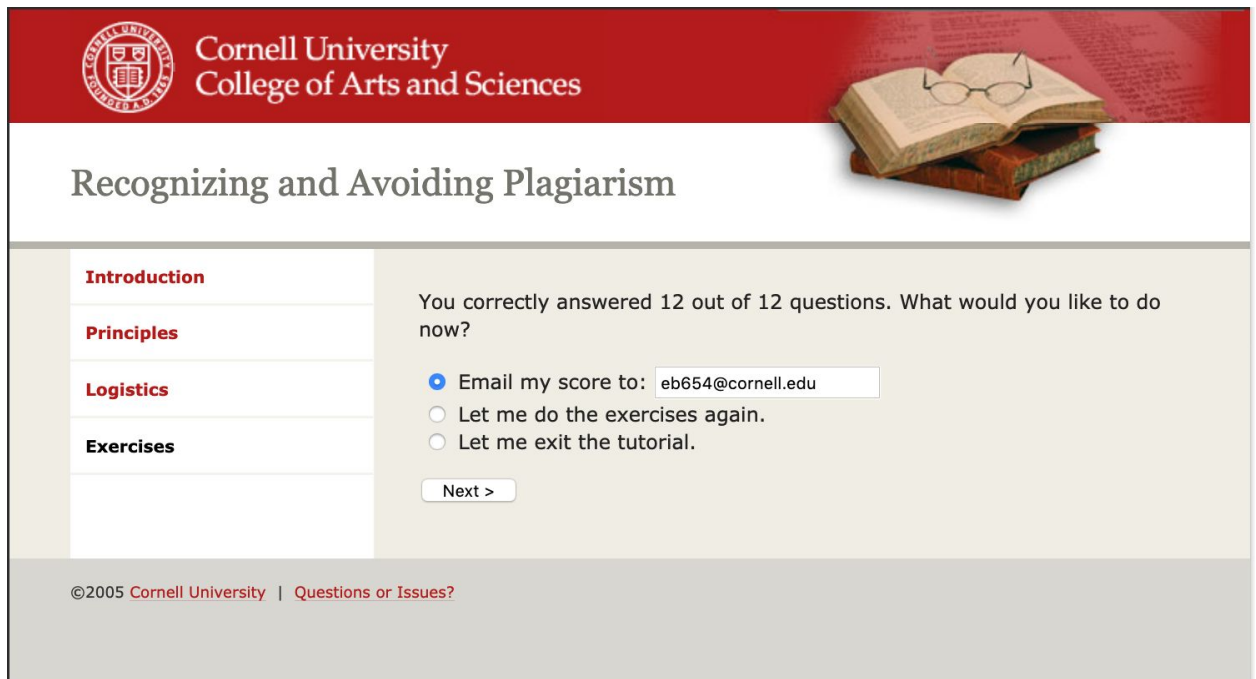 Cornell University
College of Arts and Sciences
Recognizing and Avoiding Plagiarism
Introduction
Principles
Logistics
Exercises
You correctly answered 12 out of 12 questions. What would you like to do
now?
Email my score to: eb654@cornell.edu
Let me do the exercises again.
Let me exit the tutorial.
Next >
©2005 Cornell University | Questions or Issues?